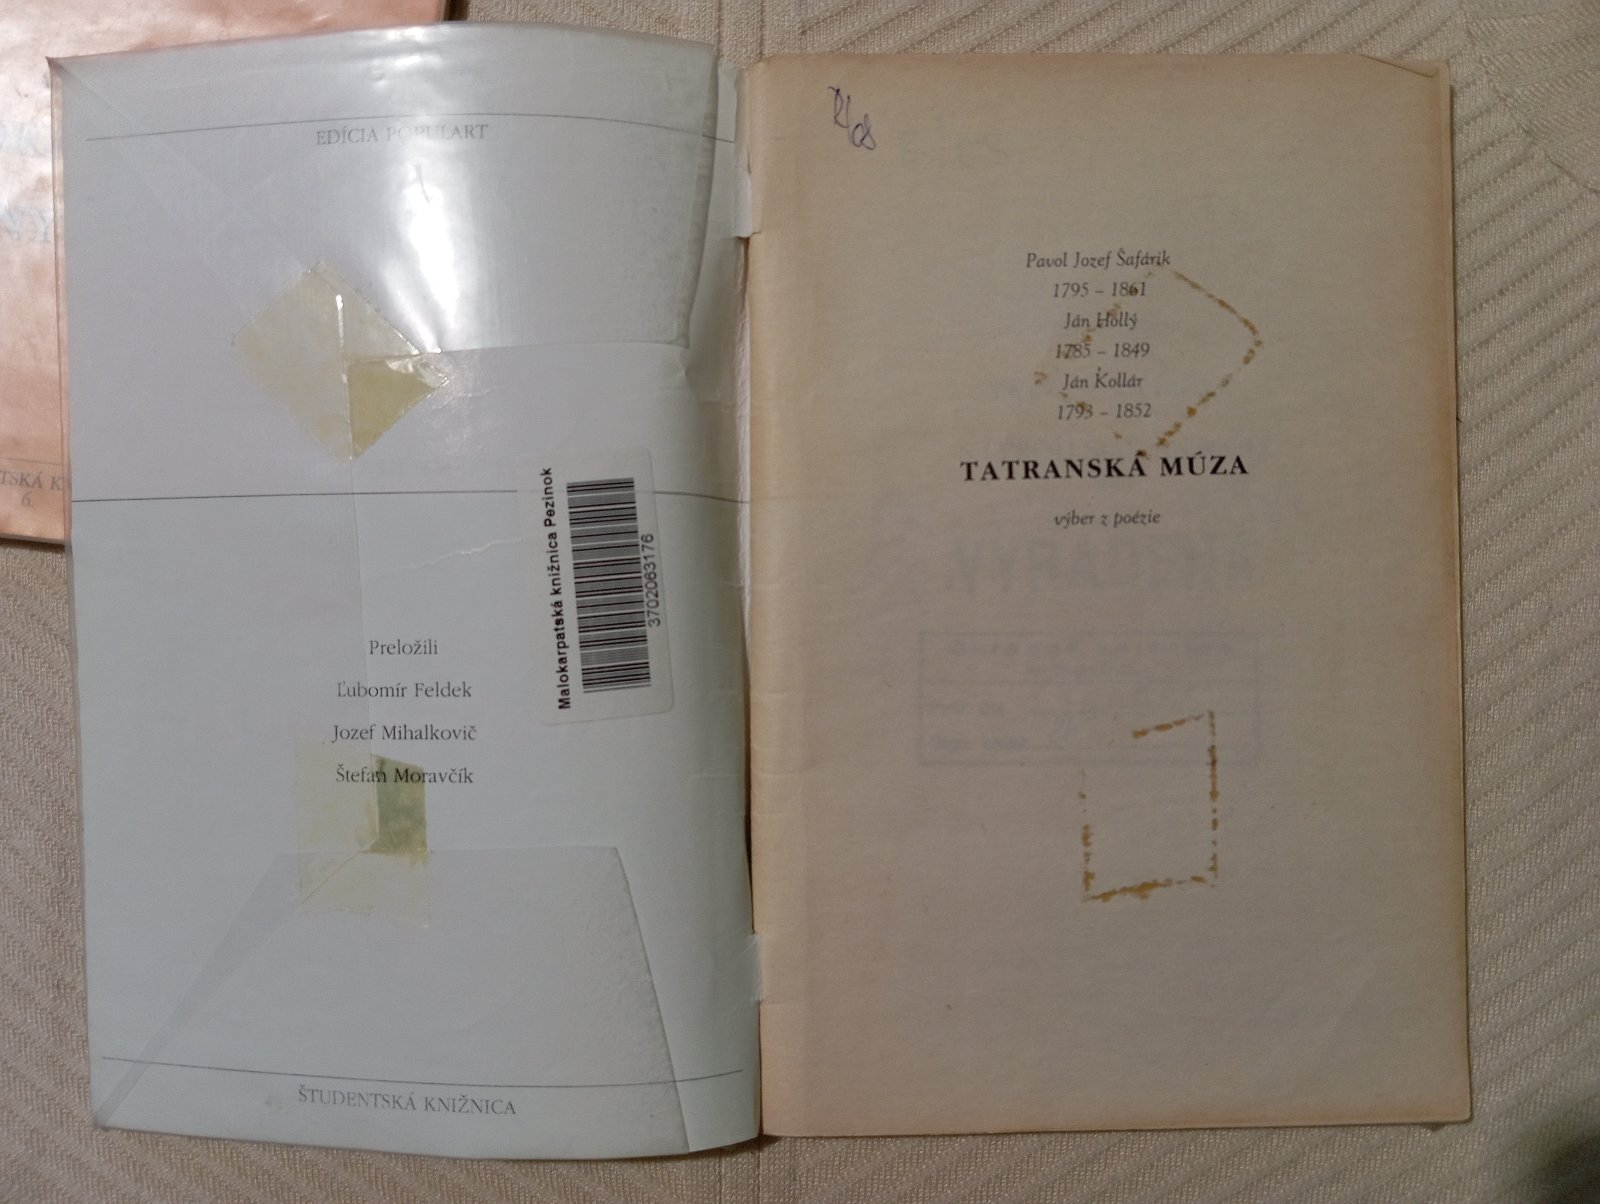 EDÍCIA POPULART
Preložili
Ľubomír Feldek
Jozef Mihalkovič
Štefan Moravčík
ŠTUDENTSKÁ KNIŽNICA
Malokarpatská knižnica Pezinok
3702063176
Pavol Jozef Šafárik
1795 – 1861
Ján Hollý
1785 – 1849
Ján Kollár
1793 – 1852
TATRANSKÁ MÚZA
výber z poézie
6.